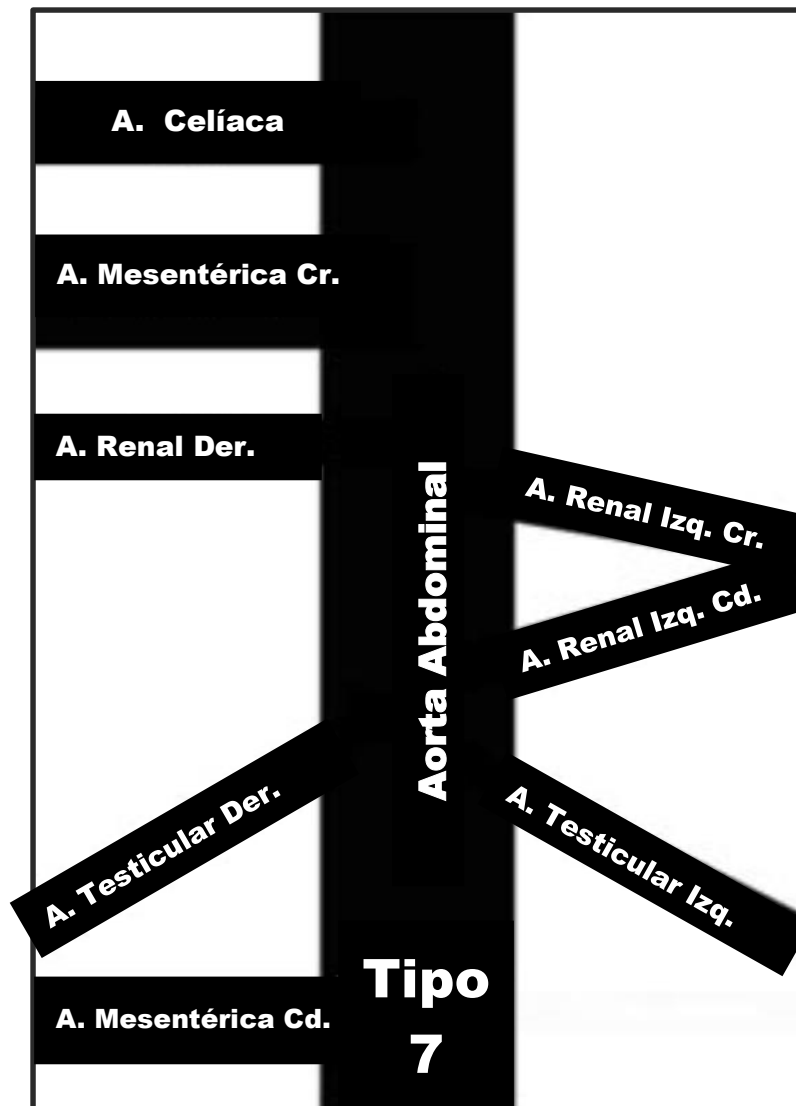 A. Celíaca
A. Mesentérica Cr.
A. Renal Der.
A. Renal Izq. Cr.
Aorta Abdominal
A. Renal Izq. Cd.
A. Testicular Der.
A. Testicular Izq.
Tipo
7
A. Mesentérica Cd.